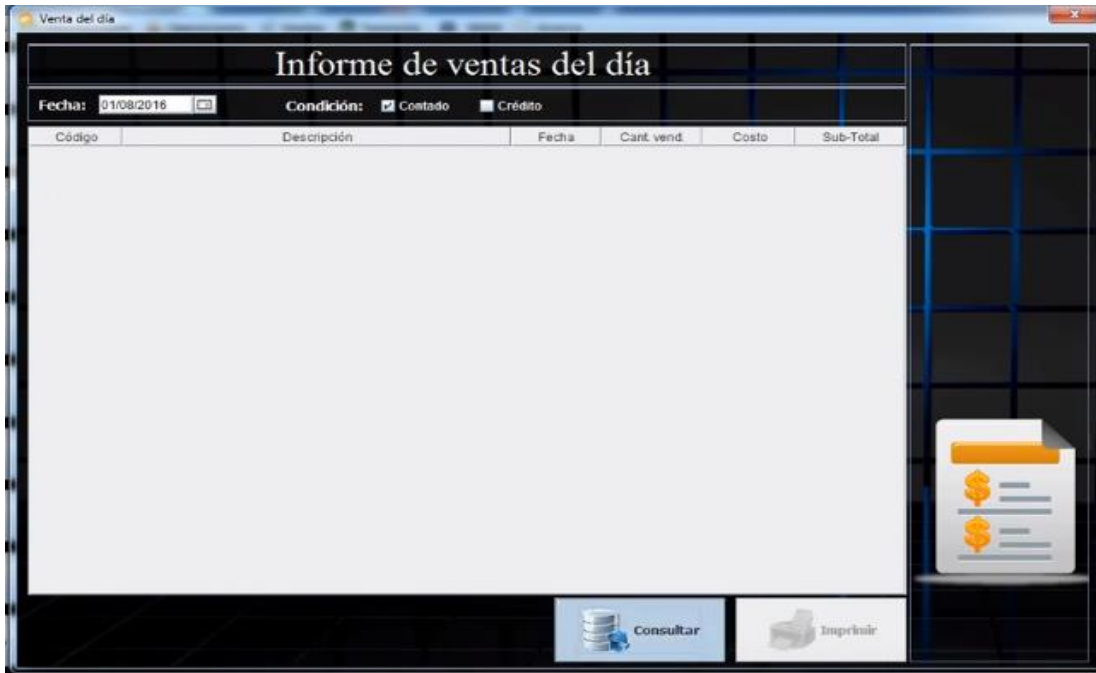 Venta del día
Informe de ventas del día
Fecha: 01/08/2016 Condición: Contado Crédito
Código Descripción Fecha Cant. vend. Costo Sub-Total
Consultar Imprimir